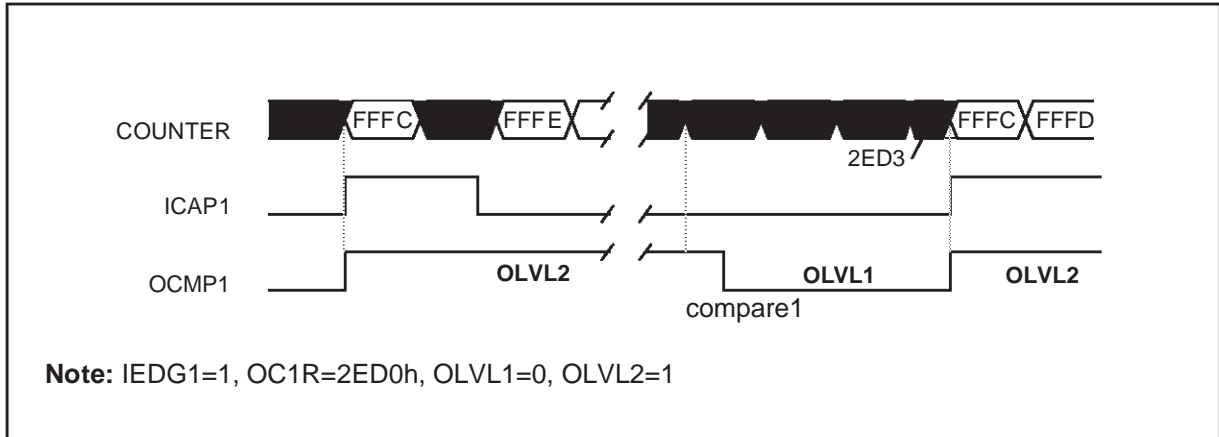 COUNTER FFFC FFFE FFFC FFFD
2ED3
ICAP1
OCMP1 OLVL2 OLVL1 OLVL2
compare1
Note: IEDG1=1, OC1R=2ED0h, OLVL1=0, OLVL2=1